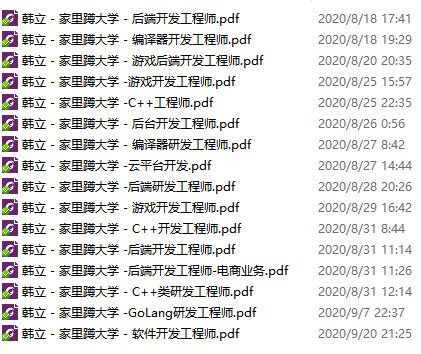 韩立 - 家里蹲大学 - 后端开发工程师.pdf 2020/8/18 17:41
韩立 - 家里蹲大学 - 编译器开发工程师.pdf 2020/8/18 19:29
韩立 - 家里蹲大学 - 游戏后端开发工程师.pdf 2020/8/20 20:35
韩立 - 家里蹲大学 -游戏开发工程师.pdf 2020/8/25 15:57
韩立 - 家里蹲大学 -C++工程师.pdf 2020/8/25 22:35
韩立 - 家里蹲大学 - 后台开发工程师.pdf 2020/8/26 0:56
韩立 - 家里蹲大学 - 编译器研发工程师.pdf 2020/8/27 8:42
韩立 - 家里蹲大学 -云平台开发.pdf 2020/8/27 14:44
韩立 - 家里蹲大学 -后端研发工程师.pdf 2020/8/28 20:26
韩立 - 家里蹲大学 - 游戏开发工程师.pdf 2020/8/29 16:42
韩立 - 家里蹲大学 - C++开发工程师.pdf 2020/8/31 8:44
韩立 - 家里蹲大学 -后端开发工程师.pdf 2020/8/31 11:14
韩立 - 家里蹲大学 -后端开发工程师-电商业务.pdf 2020/8/31 11:26
韩立 - 家里蹲大学 - C++类研发工程师.pdf 2020/8/31 12:14
韩立 - 家里蹲大学 -GoLang研发工程师.pdf 2020/9/7 22:37
韩立 - 家里蹲大学 - 软件开发工程师.pdf 2020/9/20 21:25